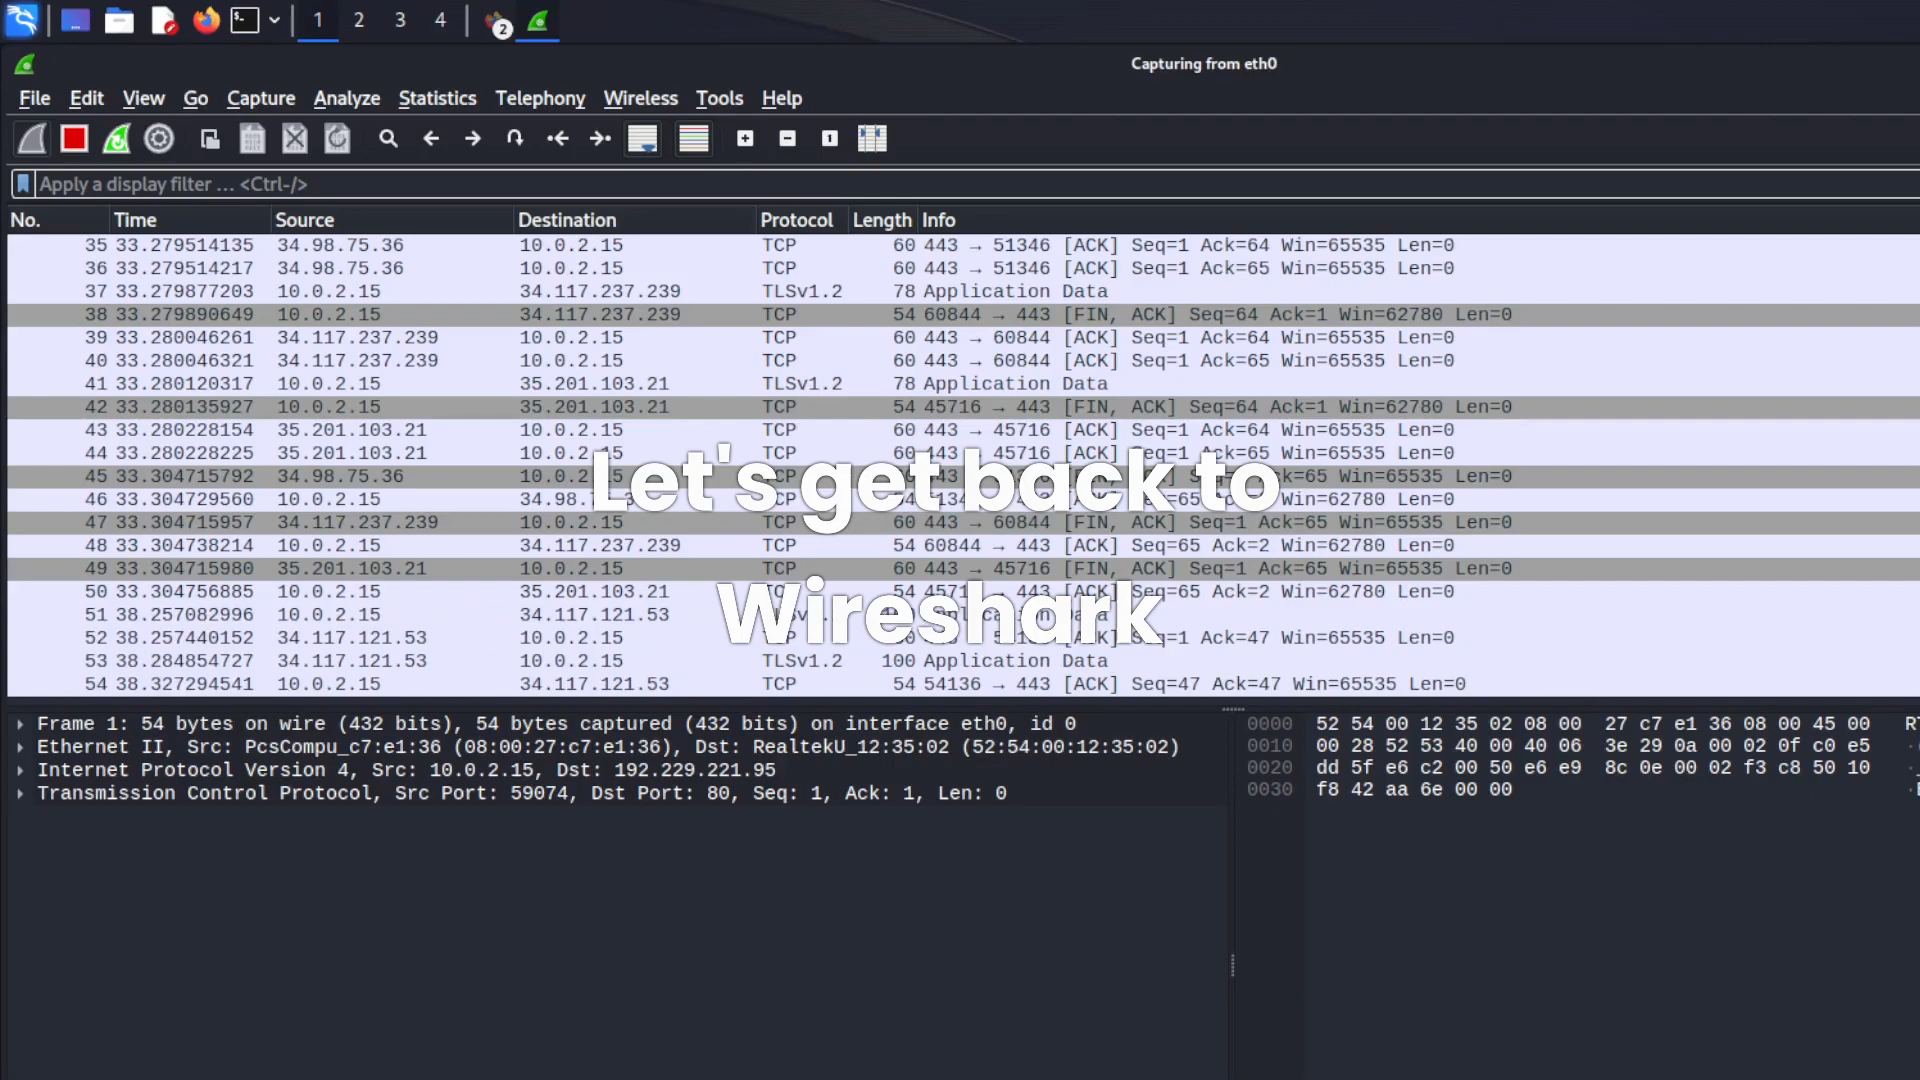 1 2 3 4 2
Capturing from eth0
File Edit View Go Capture Analyze Statistics Telephony Wireless Tools Help
Apply a display filter … <Ctrl-/>
No. Time Source Destination Protocol Length Info
35 33.279514135 34.98.75.36 10.0.2.15 TCP 60 443 → 51346 [ACK] Seq=1 Ack=64 Win=65535 Len=0
36 33.279514217 34.98.75.36 10.0.2.15 TCP 60 443 → 51346 [ACK] Seq=1 Ack=65 Win=65535 Len=0
37 33.279877203 10.0.2.15 34.117.237.239 TLSv1.2 78 Application Data
38 33.279890649 10.0.2.15 34.117.237.239 TCP 54 60844 → 443 [FIN, ACK] Seq=64 Ack=1 Win=62780 Len=0
39 33.280046261 34.117.237.239 10.0.2.15 TCP 60 443 → 60844 [ACK] Seq=1 Ack=64 Win=65535 Len=0
40 33.280046321 34.117.237.239 10.0.2.15 TCP 60 443 → 60844 [ACK] Seq=1 Ack=65 Win=65535 Len=0
41 33.280120317 10.0.2.15 35.201.103.21 TLSv1.2 78 Application Data
42 33.280135927 10.0.2.15 35.201.103.21 TCP 54 45716 → 443 [FIN, ACK] Seq=64 Ack=1 Win=62780 Len=0
43 33.280228154 35.201.103.21 10.0.2.15 TCP 60 443 → 45716 [ACK] Seq=1 Ack=64 Win=65535 Len=0
44 33.280228225 35.201.103.21 10.0.2.15 TCP 60 443 → 45716 [ACK] Seq=1 Ack=65 Win=65535 Len=0
45 33.304715792 34.98.75.36 10.0.2.15 Ack=65 Win=65535 Len=0
Let's get back to
46 33.304729560 10.0.2.15 Win=62780 Len=0
47 33.304715957 34.117.237.239 10.0.2.15 TCP 60 443 → 60844 [FIN, ACK] Seq=1 Ack=65 Win=65535 Len=0
48 33.304738214 10.0.2.15 34.117.237.239 TCP 54 60844 → 443 [ACK] Seq=65 Ack=2 Win=62780 Len=0
49 33.304715980 35.201.103.21 10.0.2.15 TCP 60 443 → 45716 [FIN, ACK] Seq=1 Ack=65 Win=65535 Len=0
50 33.304756885 10.0.2.15 35.201.103.21 443 Ack=2 Win=62780 Len=0
51 38.257082996 10.0.2.15 34.117.121.53
Wireshark
52 38.257440152 34.117.121.53 10.0.2.15 Ack=47 Win=65535 Len=0
53 38.284854727 34.117.121.53 10.0.2.15 TLSv1.2 100 Application Data
54 38.327294541 10.0.2.15 34.117.121.53 TCP 54 54136 → 443 [ACK] Seq=47 Ack=47 Win=65535 Len=0
Frame 1: 54 bytes on wire (432 bits), 54 bytes captured (432 bits) on interface eth0, id 0
Ethernet II, Src: PcsCompu_c7:e1:36 (08:00:27:c7:e1:36), Dst: RealtekU_12:35:02 (52:54:00:12:35:02)
Internet Protocol Version 4, Src: 10.0.2.15, Dst: 192.229.221.95
Transmission Control Protocol, Src Port: 59074, Dst Port: 80, Seq: 1, Ack: 1, Len: 0
0000 52 54 00 12 35 02 08 00 27 c7 e1 36 08 00 45 00
0010 00 28 52 53 40 00 40 06 3e 29 0a 00 02 0f c0 e5
0020 dd 5f e6 c2 00 50 e6 e9 8c 0e 00 02 f3 c8 50 10
0030 f8 42 aa 6e 00 00